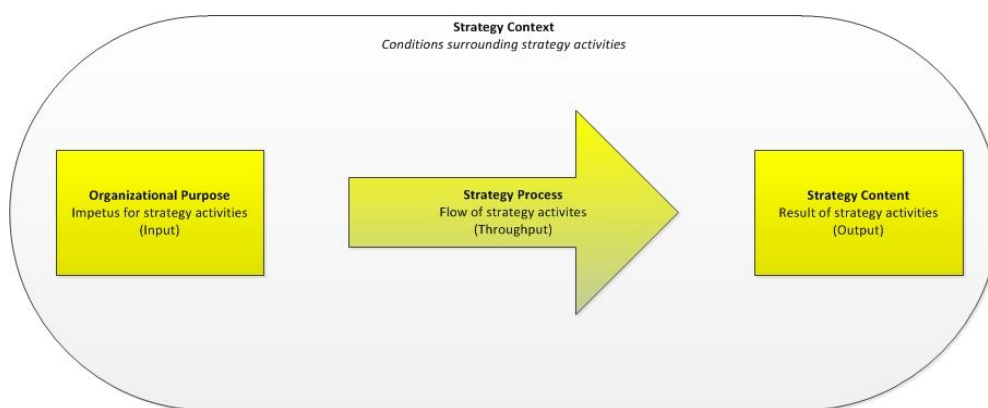 Strategy Context
Conditions surrounding strategy activities
Organizational Purpose
Impetus for strategy activities
(Input)
Strategy Process
Flow of strategy activites
(Throughput)
Strategy Content
Result of strategy activities
(Output)